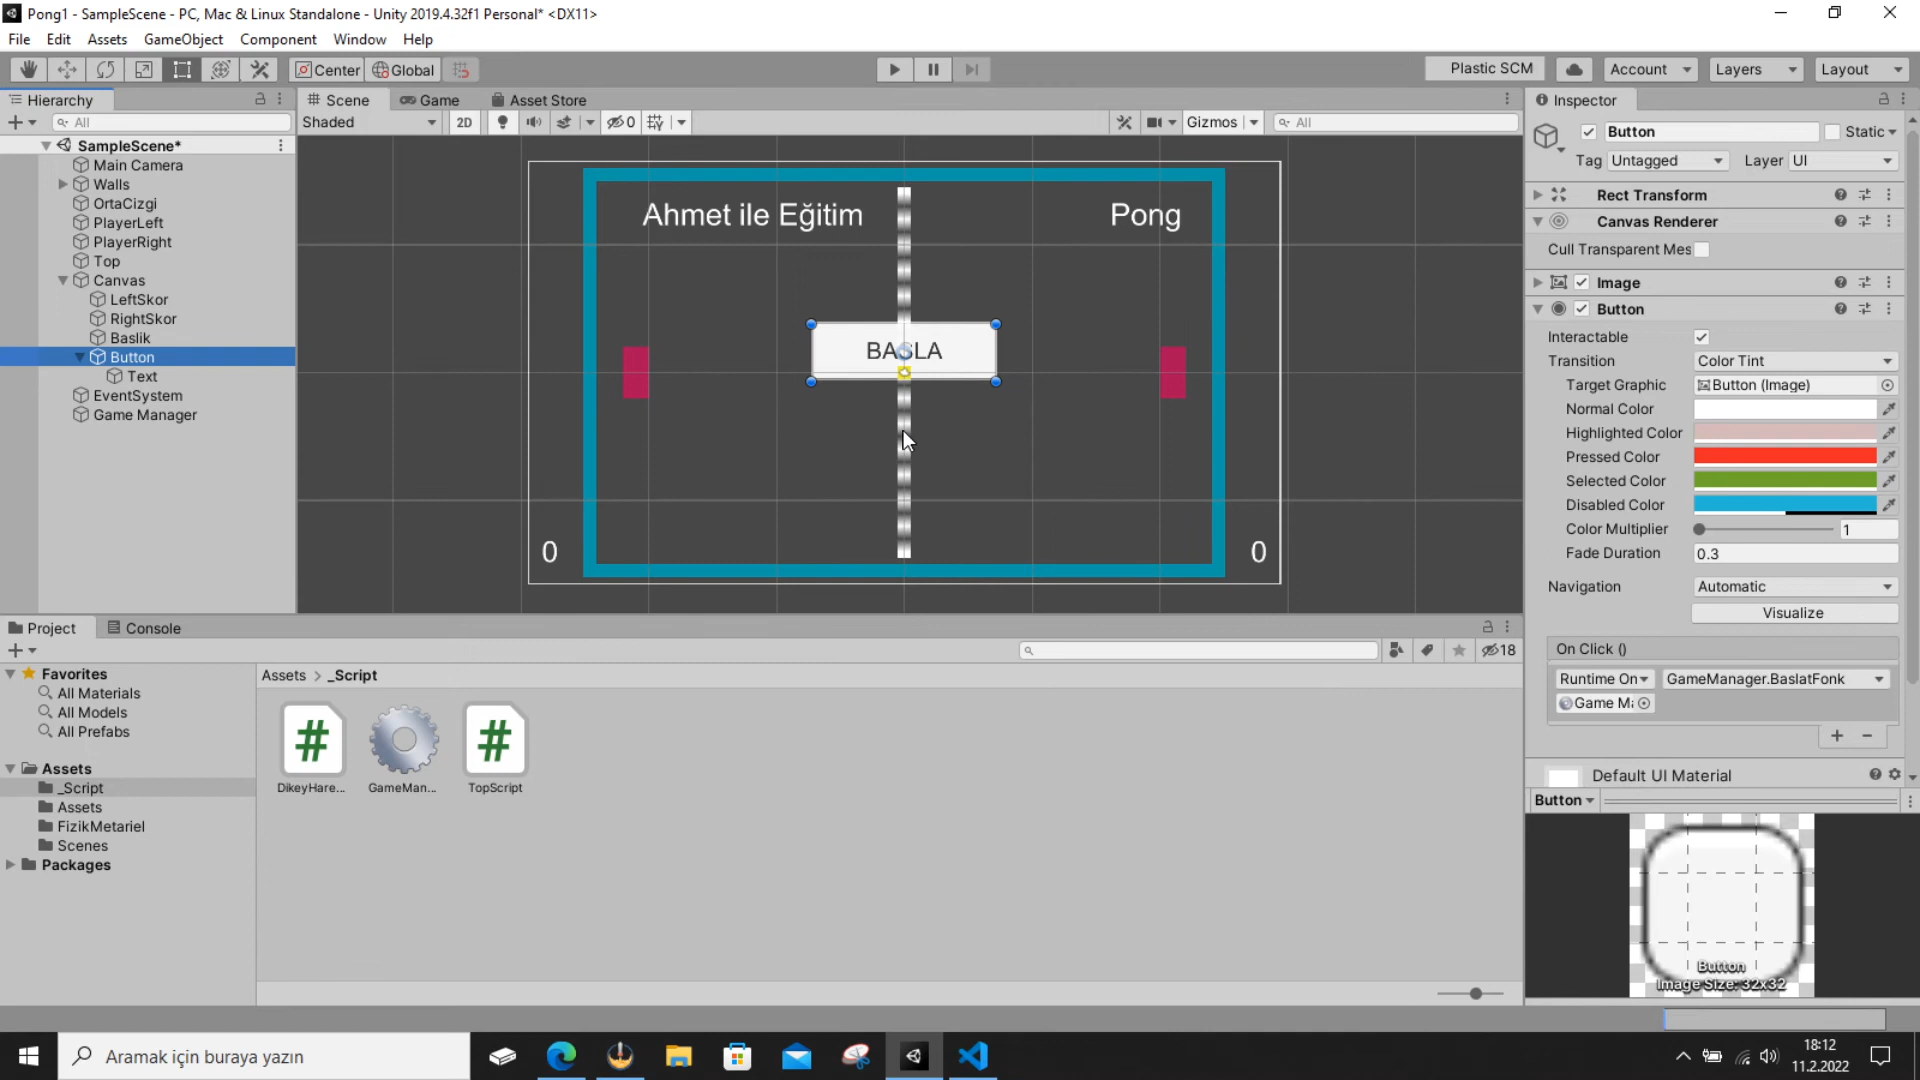 Pong1 - SampleScene - PC, Mac & Linux Standalone - Unity 2019.4.32f1 Personal* <DX11>
File Edit Assets GameObject Component Window Help
Center Global Plastic SCM Account Layers Layout
Hierarchy Scene Game Asset Store Inspector
All Shaded 2D 0 Gizmos All
Button Static
Tag Untagged Layer UI
SampleScene*
Main Camera
Walls
OrtaCizgi
PlayerLeft
PlayerRight
Top
Canvas
LeftSkor
RightSkor
Baslik
Button
Text
EventSystem
Game Manager
Ahmet ile Eğitim Pong
BASLA
0 0
Rect Transform
Canvas Renderer
Cull Transparent Mes
Image
Button
Interactable
Transition Color Tint
Target Graphic Button (Image)
Normal Color
Highlighted Color
Pressed Color
Selected Color
Disabled Color
Color Multiplier 1
Fade Duration 0.3
Navigation Automatic
Visualize
On Click ()
Runtime On GameManager.BaslatFonk
Game Ma
Default UI Material
Button
Button
Image Size: 32x32
Project Console
18
Favorites
All Materials
All Models
All Prefabs
Assets
_Script
Assets
FizikMetariel
Scenes
Packages
Assets > _Script
DikeyHare... GameMan... TopScript
Aramak için buraya yazın
18:12
11.2.2022